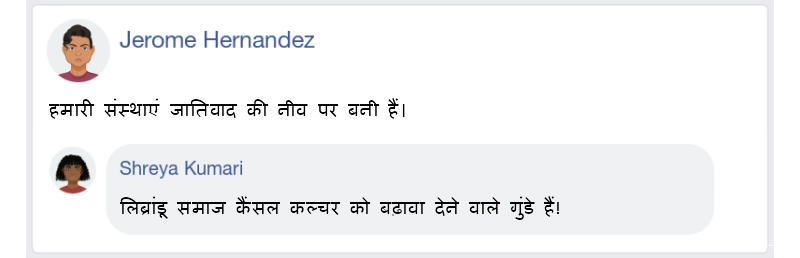 Jerome Hernandez
हमारी संस्थाएं जातिवाद की नीव पर बनी हैं।
Shreya Kumari
लिब्रांडू समाज कैंसल कल्चर को बढ़ावा देने वाले गुंडे हैं!